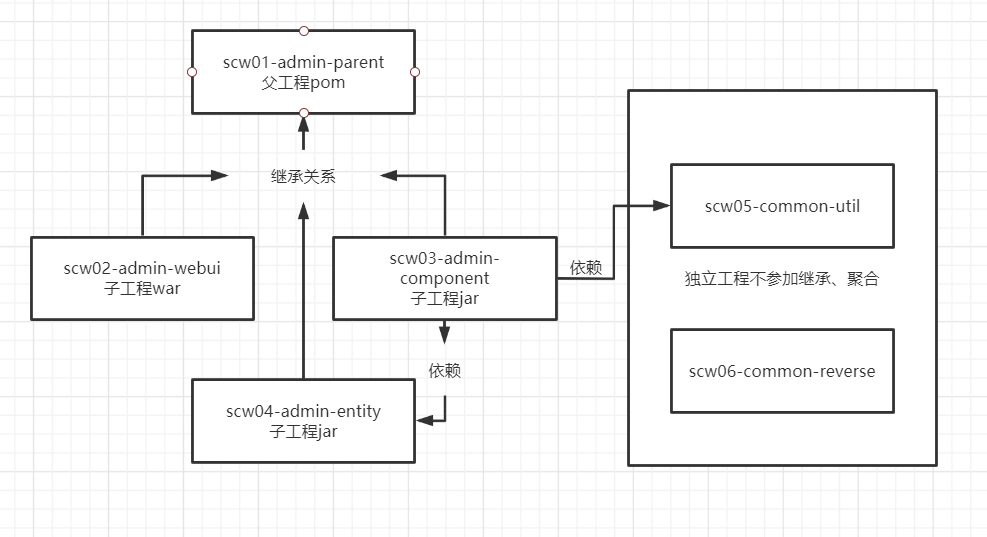 scw01-admin-parent
父工程pom
继承关系
scw02-admin-webui
子工程war
scw03-admin-
component
子工程jar
依赖
依赖
scw04-admin-entity
子工程jar
scw05-common-util
独立工程不参加继承、聚合
scw06-common-reverse